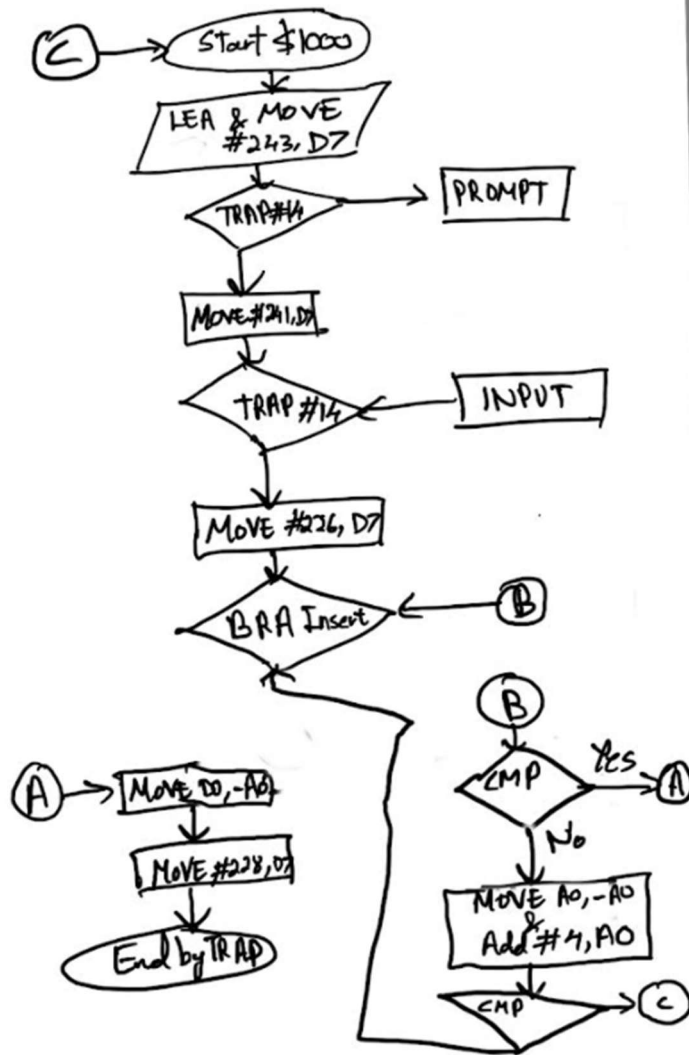 C
Start $1000
LEA & MOVE
#243, D7
TRAP#14
PROMPT
MOVE #241, D7
TRAP #14
INPUT
MOVE #226, D7
BRA Insert
B
B
CMP
Yes
A
No
MOVE A0, -A0
&
Add #4, A0
CMP
C
A
MOVE D0, -A0
MOVE #228, D7
End by TRAP